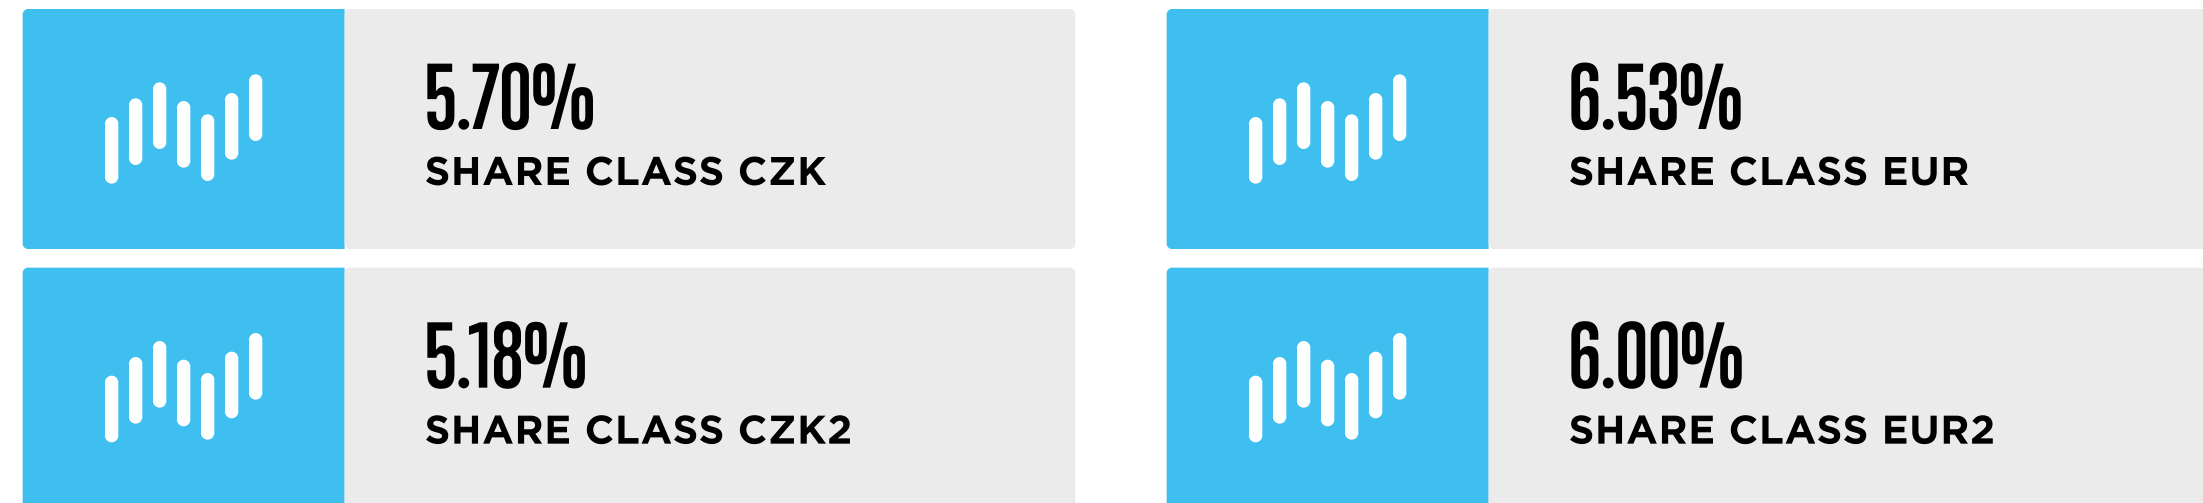 5.70%
SHARE CLASS CZK
6.53%
SHARE CLASS EUR
5.18%
SHARE CLASS CZK2
6.00%
SHARE CLASS EUR2